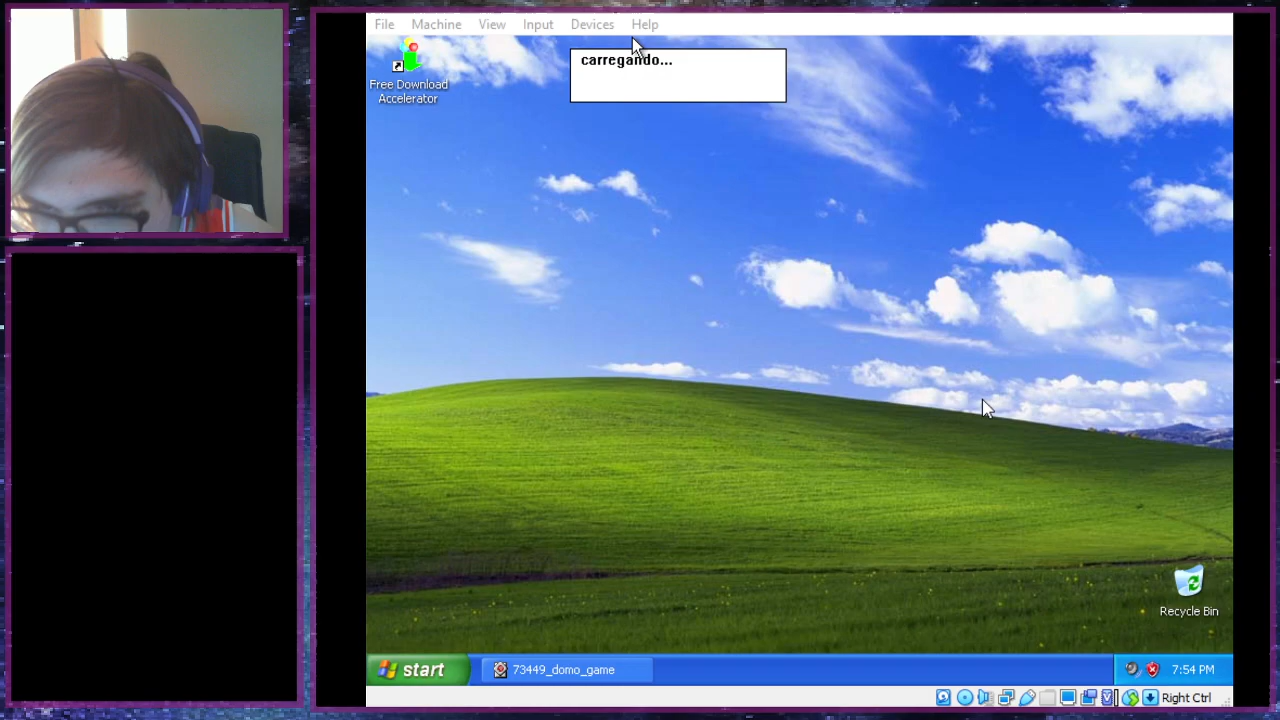 File Machine View Input Devices Help
carregando...
Free Download
Accelerator
Recycle Bin
start 73449_domo_game 7:54 PM
Right Ctrl